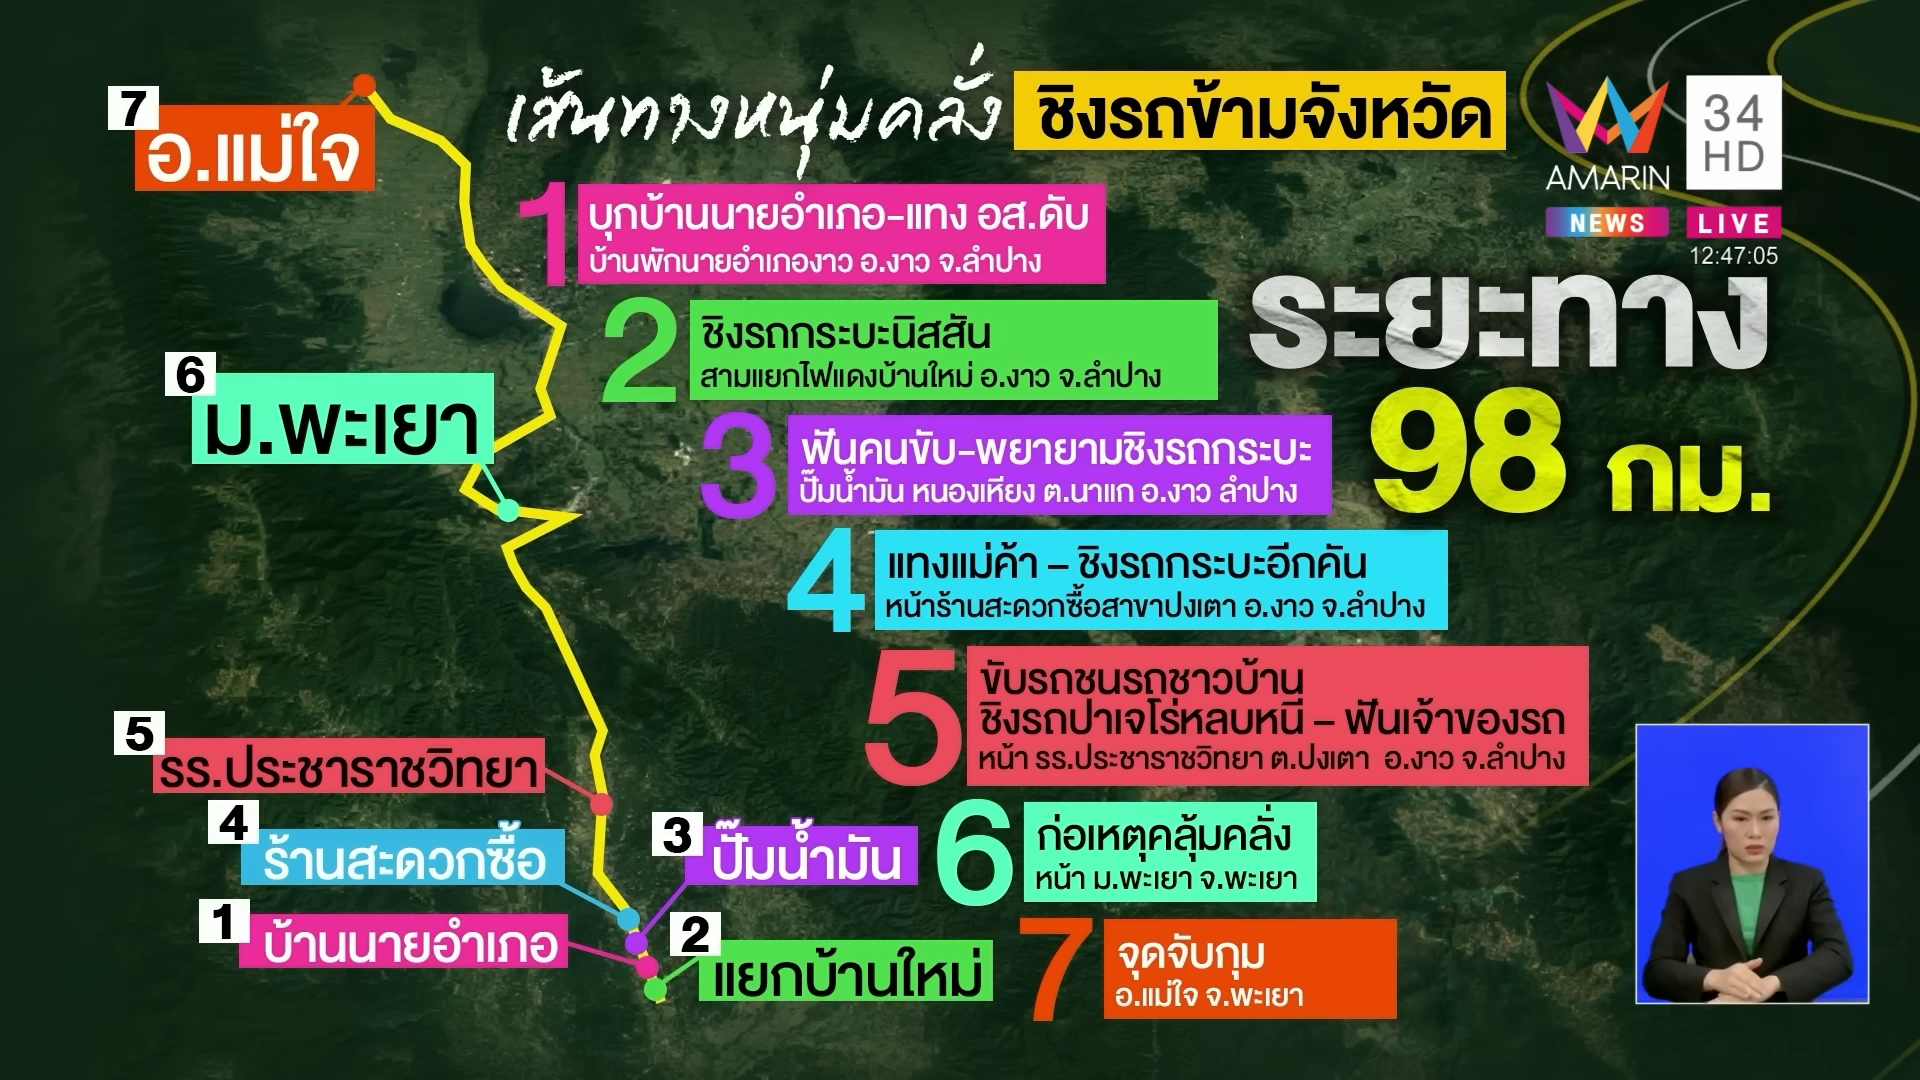 เส้นทางหนุ่มคลั่ง ชิงรถข้ามจังหวัด
AMARIN
34
HD
NEWS
LIVE
12:47:05
ระยะทาง
98 กม.
1
บุกบ้านนายอำเภอ-แทง อส.ดับ
บ้านพักนายอำเภองาว อ.งาว จ.ลำปาง
2
ชิงรถกระบะนิสสัน
สามแยกไฟแดงบ้านใหม่ อ.งาว จ.ลำปาง
3
ฟันคนขับ-พยายามชิงรถกระบะ
ปั๊มน้ำมัน หนองเหียง ต.นาแก อ.งาว ลำปาง
4
แทงแม่ค้า – ชิงรถกระบะอีกคัน
หน้าร้านสะดวกซื้อสาขาปงเตา อ.งาว จ.ลำปาง
5
ขับรถชนรถชาวบ้าน
ชิงรถปาเจโร่หลบหนี – ฟันเจ้าของรถ
หน้า รร.ประชาราชวิทยา ต.ปงเตา อ.งาว จ.ลำปาง
6
ก่อเหตุคลุ้มคลั่ง
หน้า ม.พะเยา จ.พะเยา
7
จุดจับกุม
อ.แม่ใจ จ.พะเยา
7
อ.แม่ใจ
6
ม.พะเยา
5
รร.ประชาราชวิทยา
4
ร้านสะดวกซื้อ
3
ปั๊มน้ำมัน
1
บ้านนายอำเภอ
2
แยกบ้านใหม่